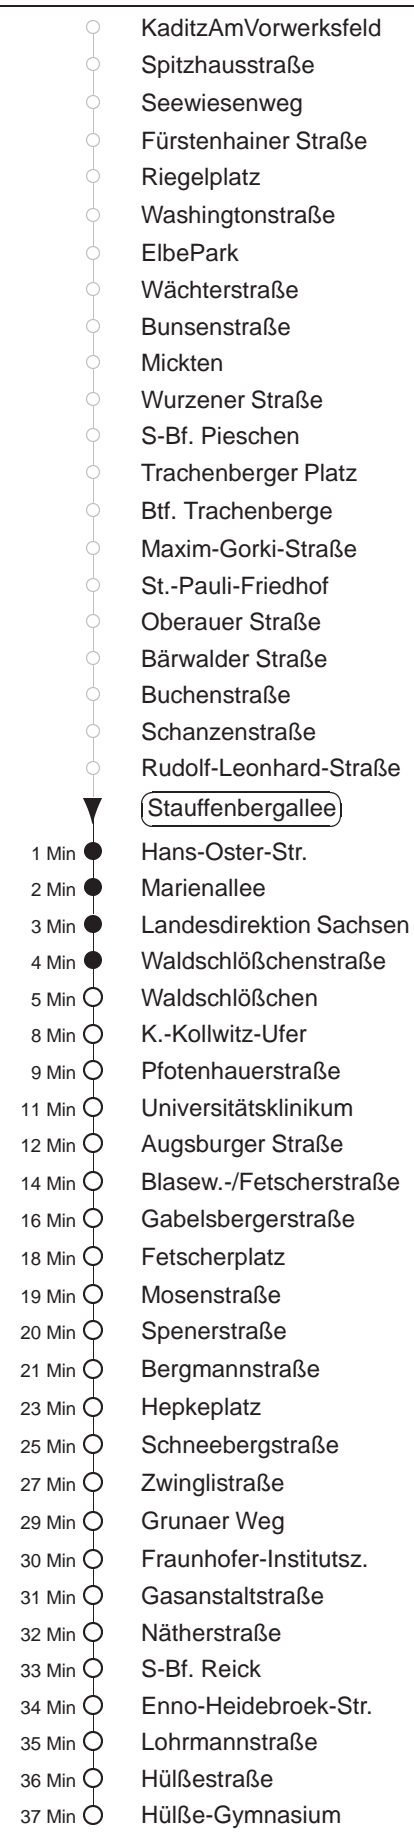 KaditzAmVorwerksfeld
Spitzhausstraße
Seewiesenweg
Fürstenhainer Straße
Riegelplatz
Washingtonstraße
ElbePark
Wächterstraße
Bunsenstraße
Mickten
Wurzener Straße
S-Bf. Pieschen
Trachenberger Platz
Btf. Trachenberge
Maxim-Gorki-Straße
St.-Pauli-Friedhof
Oberauer Straße
Bärwalder Straße
Buchenstraße
Schanzenstraße
Rudolf-Leonhard-Straße
Stauffenbergallee
1 Min Hans-Oster-Str.
2 Min Marienallee
3 Min Landesdirektion Sachsen
4 Min Waldschlößchenstraße
5 Min Waldschlößchen
8 Min K.-Kollwitz-Ufer
9 Min Pfotenhauerstraße
11 Min Universitätsklinikum
12 Min Augsburger Straße
14 Min Blasew.-/Fetscherstraße
16 Min Gabelsbergerstraße
18 Min Fetscherplatz
19 Min Mosenstraße
20 Min Spenerstraße
21 Min Bergmannstraße
23 Min Hepkeplatz
25 Min Schneebergstraße
27 Min Zwinglistraße
29 Min Grunaer Weg
30 Min Fraunhofer-Institutsz.
31 Min Gasanstaltstraße
32 Min Nätherstraße
33 Min S-Bf. Reick
34 Min Enno-Heidebroek-Str.
35 Min Lohrmannstraße
36 Min Hülßestraße
37 Min Hülße-Gymnasium